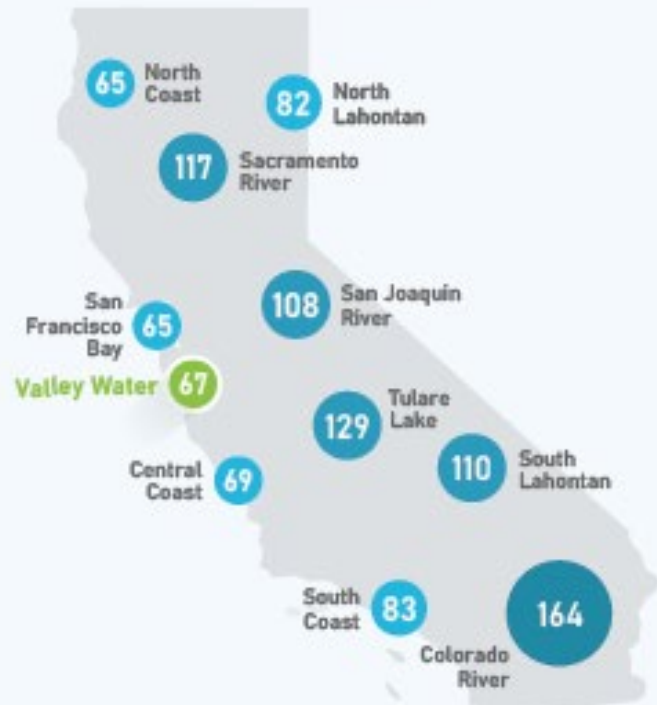 65
North
Coast
82
North
Lahontan
117
Sacramento
River
108
San Joaquin
River
San
Francisco
Bay
65
Valley Water
67
129
Tulare
Lake
110
South
Lahontan
Central
Coast
69
South
Coast
83
164
Colorado
River